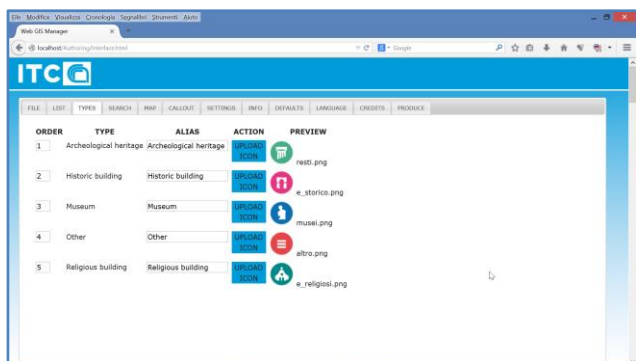 File Modifica Visualizza Cronologia Segnalibri Strumenti Aiuto
Web GIS Manager
localhost/Authoring/interface.html
Google
ITC
FILE LIST TYPES SEARCH MAP CALLOUT SETTINGS INFO DEFAULTS LANGUAGE CREDITS PRODUCE
ORDER TYPE ALIAS ACTION PREVIEW
1 Archeological heritage Archeological heritage UPLOAD ICON resti.png
2 Historic building Historic building UPLOAD ICON e_storico.png
3 Museum Museum UPLOAD ICON musei.png
4 Other Other UPLOAD ICON altro.png
5 Religious building Religious building UPLOAD ICON e_religiosi.png